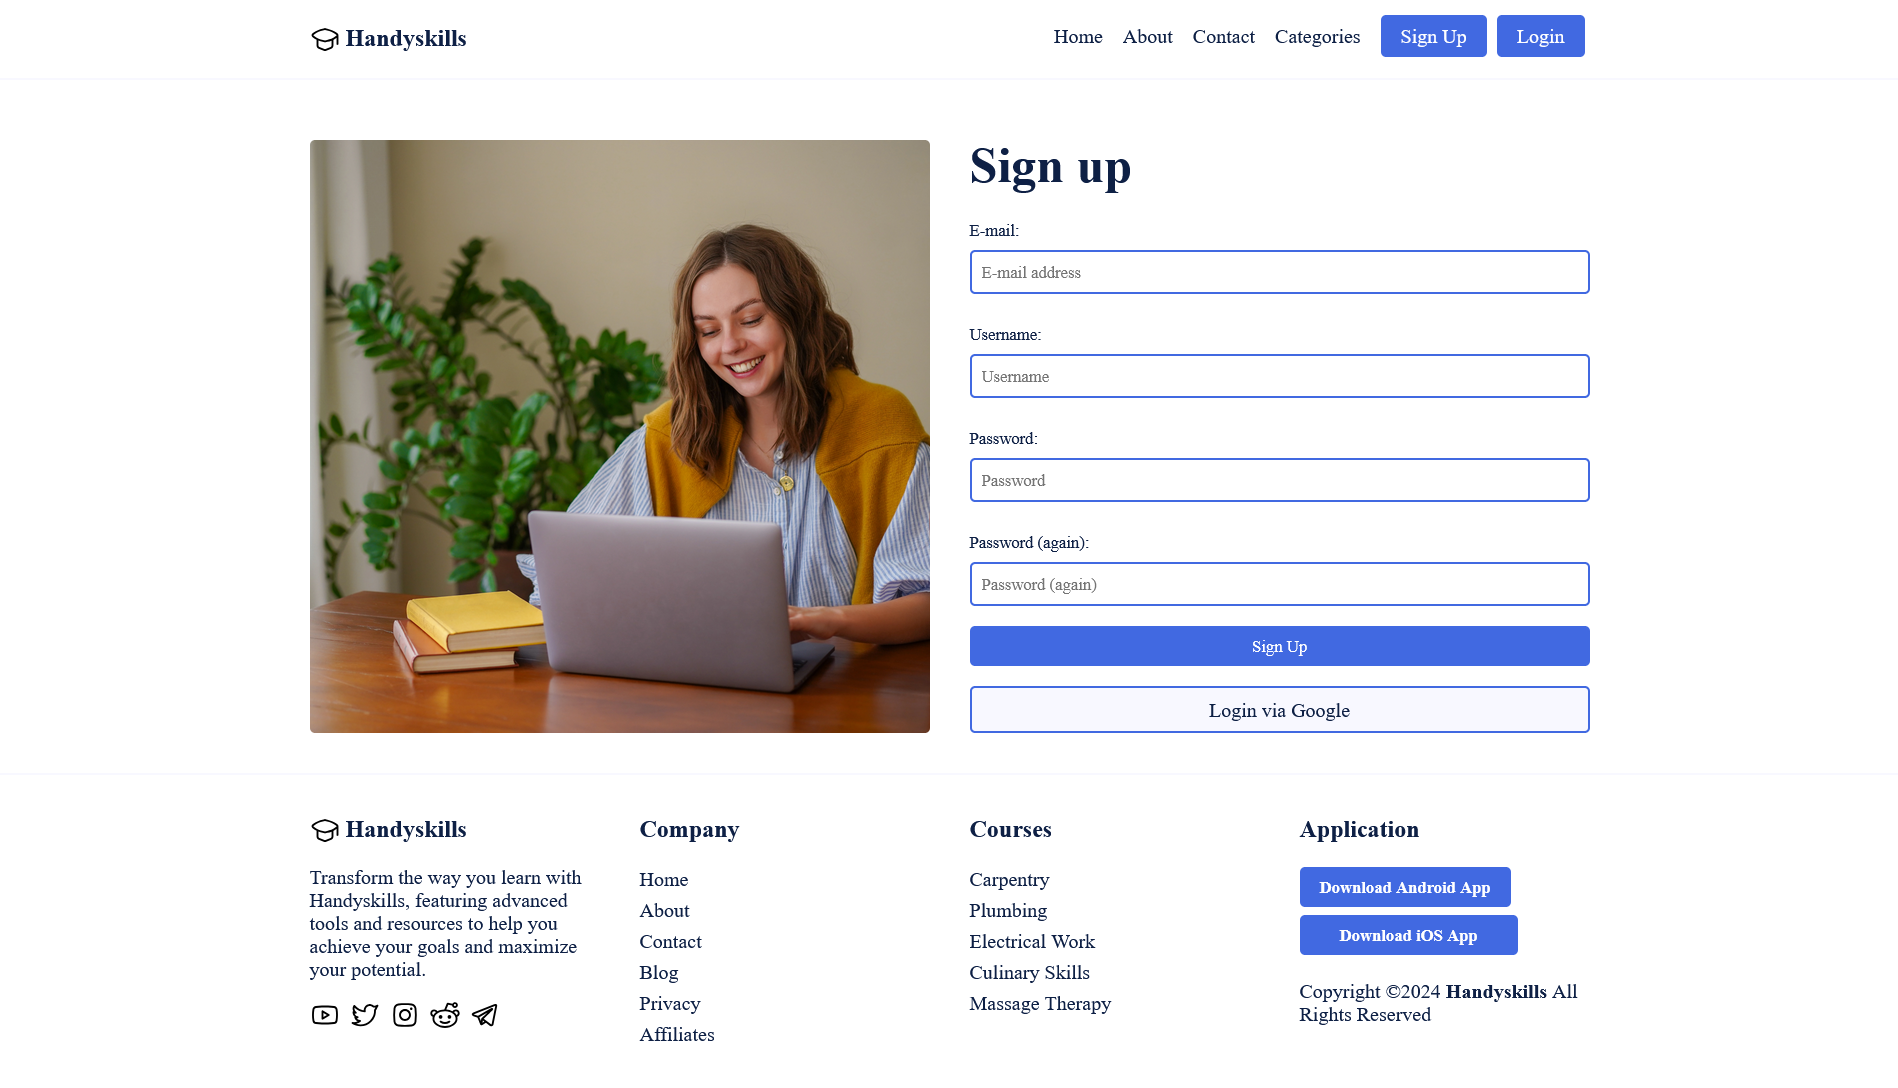 Handyskills
Home About Contact Categories Sign Up Login
Sign up
E-mail:
E-mail address
Username:
Username
Password:
Password
Password (again):
Password (again)
Sign Up
Login via Google
Handyskills
Transform the way you learn with
Handyskills, featuring advanced
tools and resources to help you
achieve your goals and maximize
your potential.
Company
Home
About
Contact
Blog
Privacy
Affiliates
Courses
Carpentry
Plumbing
Electrical Work
Culinary Skills
Massage Therapy
Application
Download Android App
Download iOS App
Copyright ©2024 Handyskills All
Rights Reserved